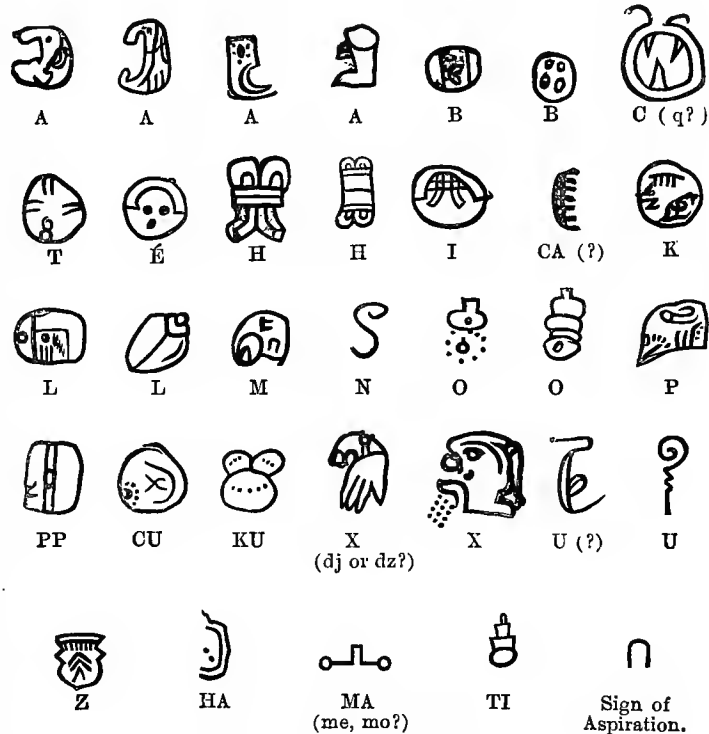 A A A A B B C (q?)
T É H H I CA (?) K
L L M N O O P
PP CU KU X X U (?) U
(dj or dz?)
Z HA MA TI Sign of
(me, mo?) Aspiration.